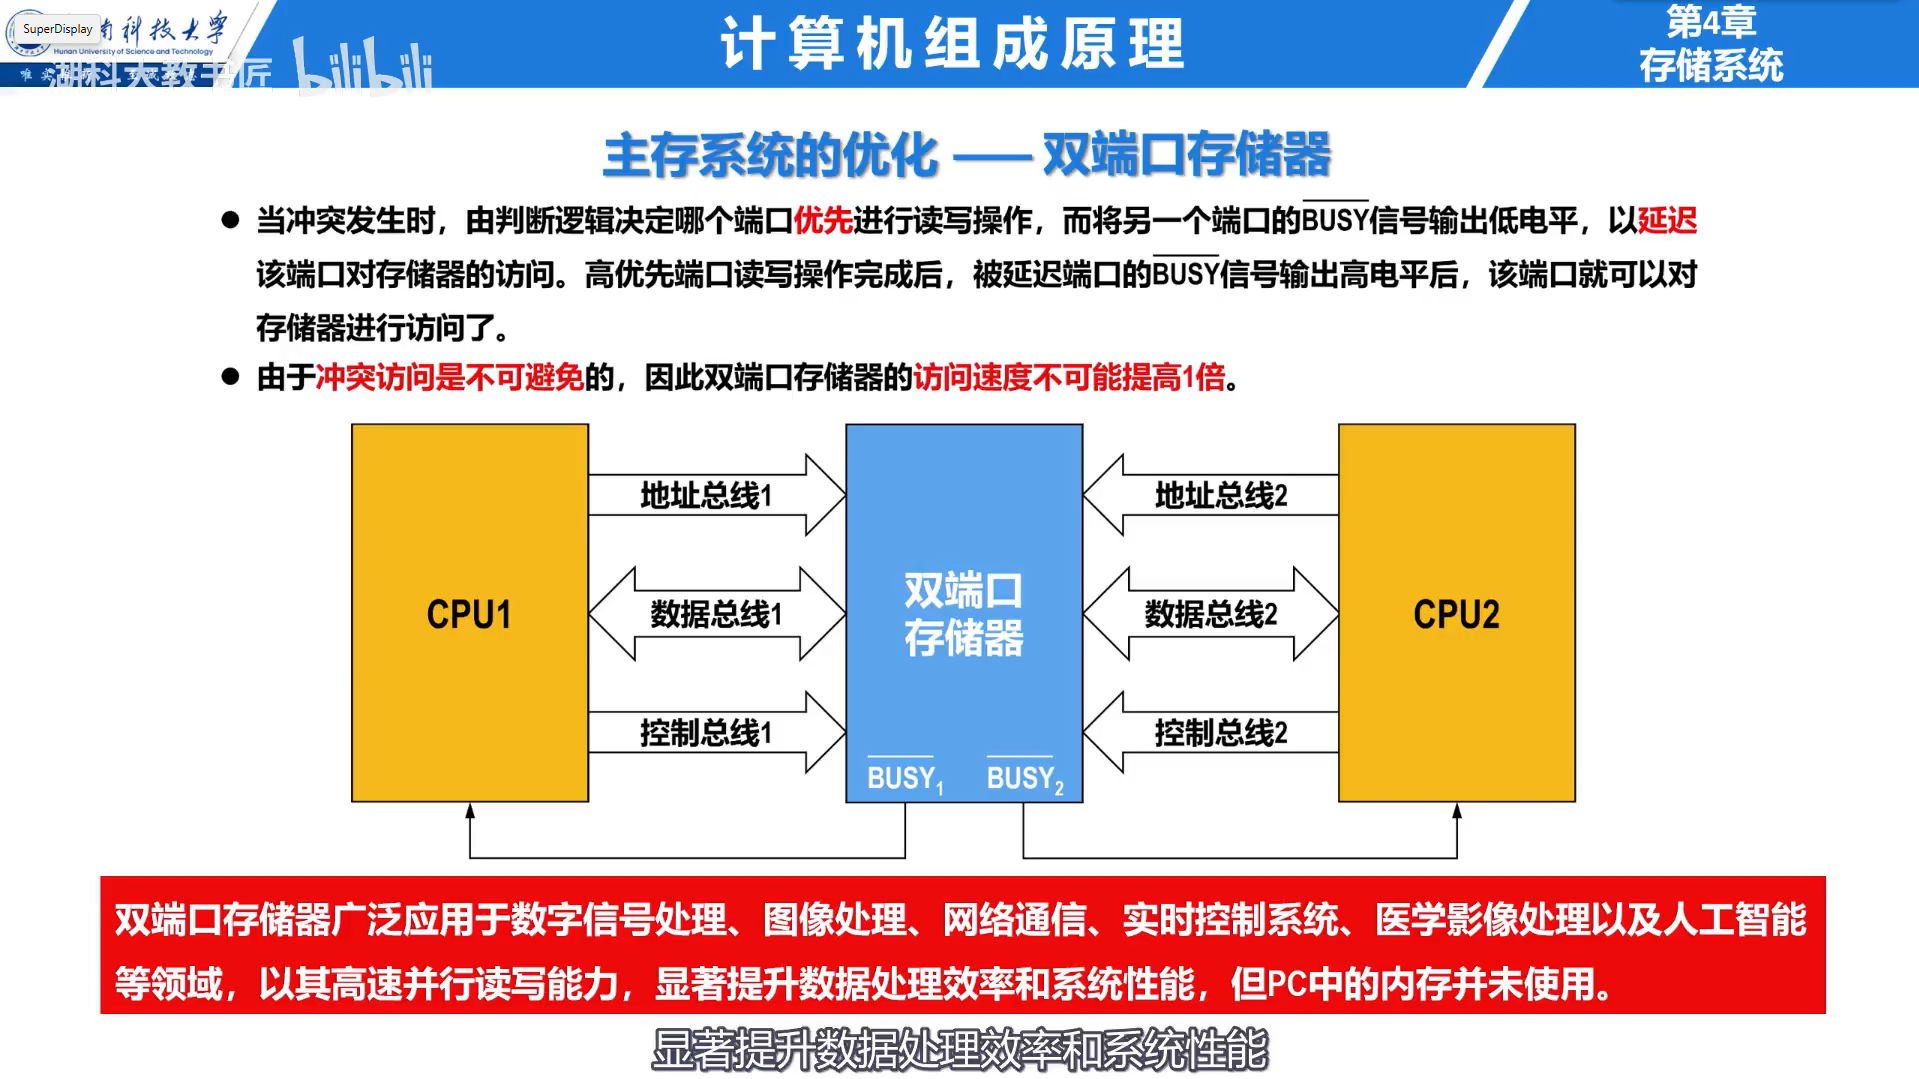 SuperDisplay
南科技大学
Hunan University of Science and Technology
湖科大教书匠
bilibili
计算机组成原理
第4章
存储系统
主存系统的优化 —— 双端口存储器
● 当冲突发生时，由判断逻辑决定哪个端口优先进行读写操作，而将另一个端口的BUSY信号输出低电平，以延迟
该端口对存储器的访问。高优先端口读写操作完成后，被延迟端口的BUSY信号输出高电平后，该端口就可以对
存储器进行访问了。
● 由于冲突访问是不可避免的，因此双端口存储器的访问速度不可能提高1倍。
地址总线1
地址总线2
CPU1
数据总线1
双端口
存储器
数据总线2
CPU2
控制总线1
控制总线2
BUSY1
BUSY2
双端口存储器广泛应用于数字信号处理、图像处理、网络通信、实时控制系统、医学影像处理以及人工智能
等领域，以其高速并行读写能力，显著提升数据处理效率和系统性能，但PC中的内存并未使用。
显著提升数据处理效率和系统性能